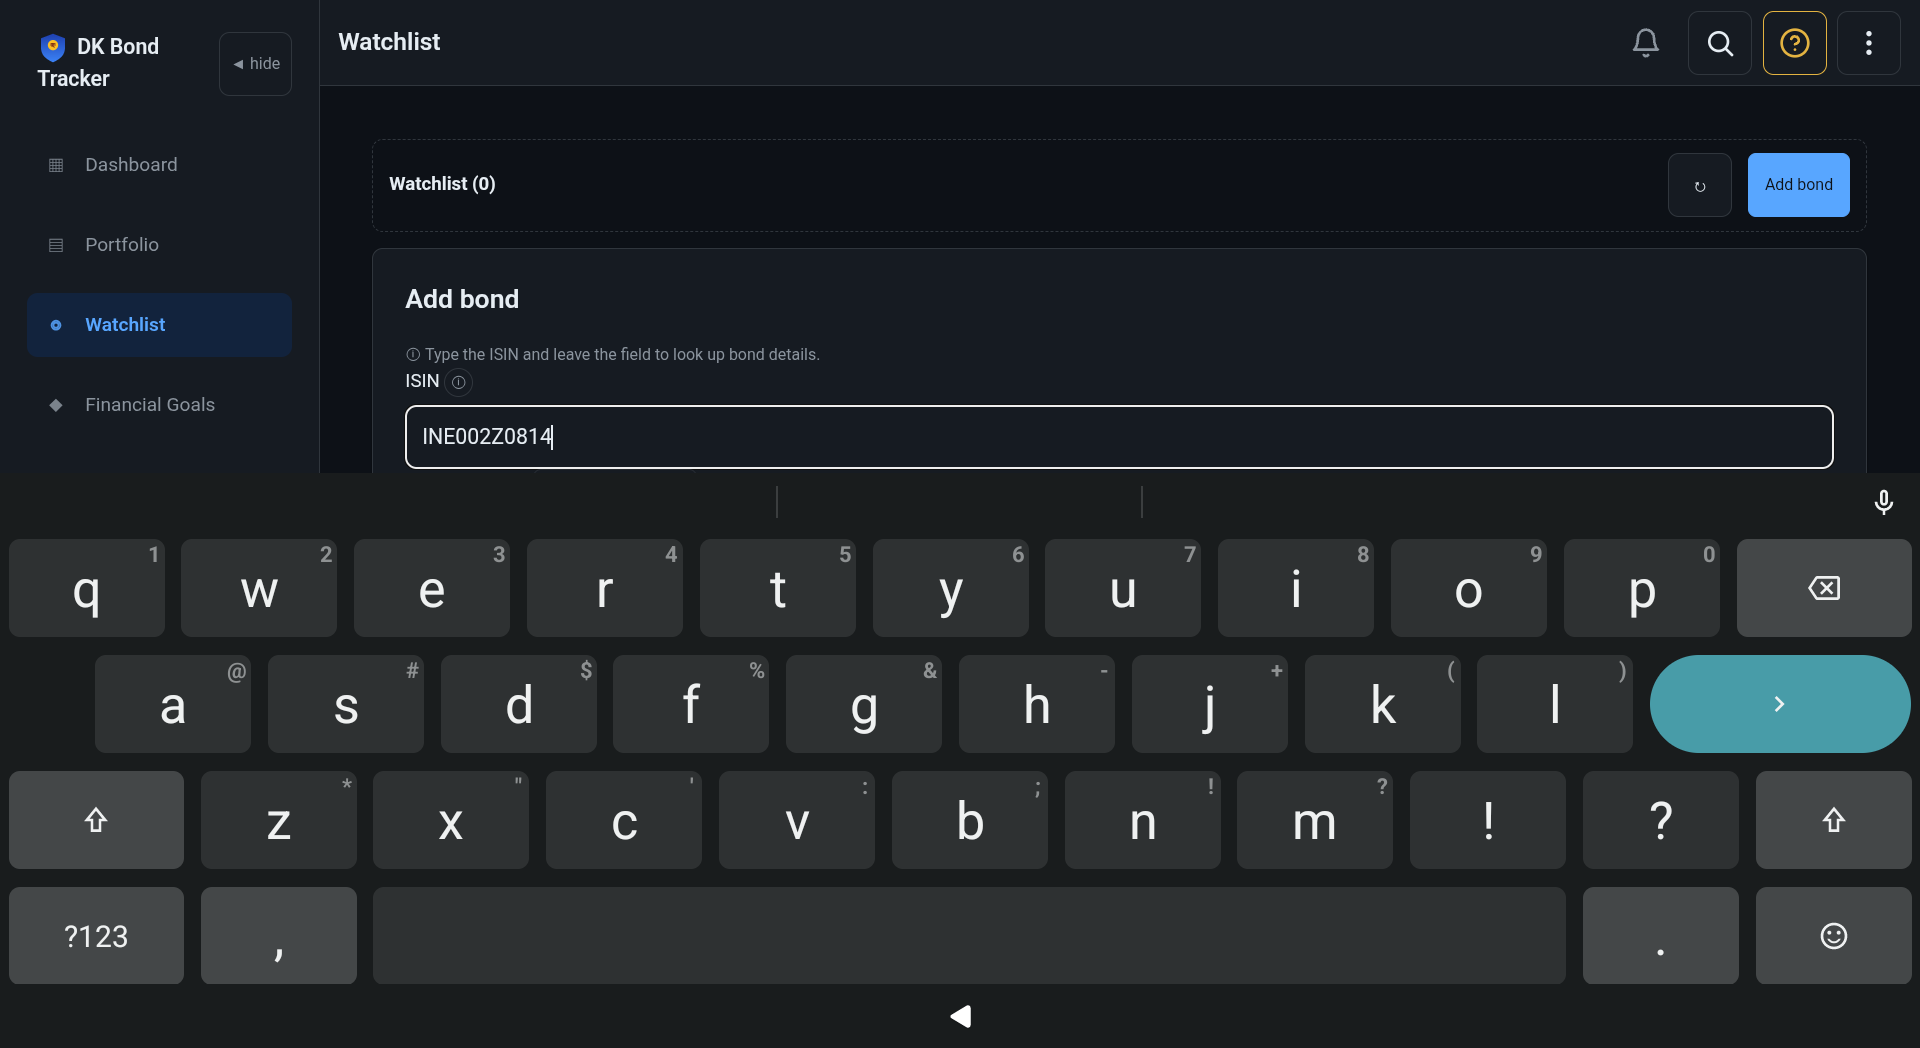 DK Bond
Tracker
◄ hide
Watchlist
Dashboard
Portfolio
Watchlist
Financial Goals
Watchlist (0)
↻
Add bond
Add bond
ⓘ Type the ISIN and leave the field to look up bond details.
ISIN ⓘ
INE002Z0814
q 1 w 2 e 3 r 4 t 5 y 6 u 7 i 8 o 9 p 0
a @ s # d $ f % g & h - j + k ( l )
z * x " c ' v : b ; n ! m ? ! ?
?123 , .